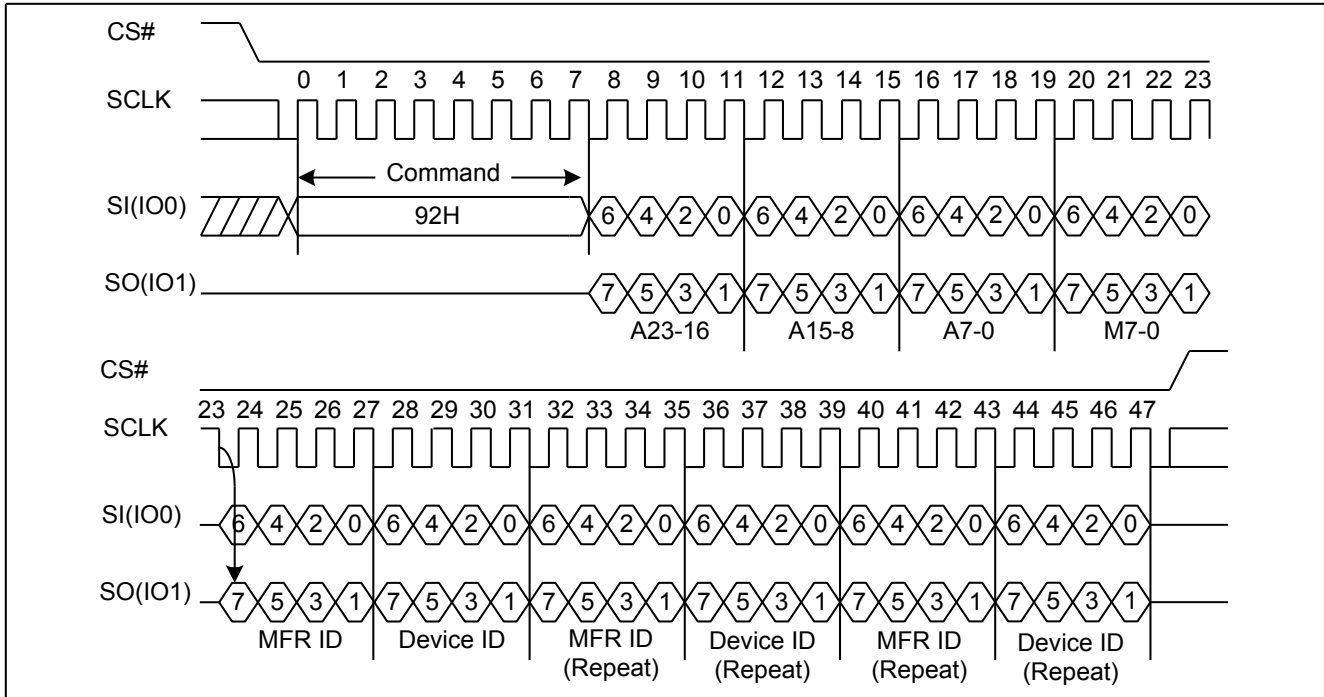 CS#
0 1 2 3 4 5 6 7 8 9 10 11 12 13 14 15 16 17 18 19 20 21 22 23
SCLK
Command
SI(IO0)
92H
6 4 2 0 6 4 2 0 6 4 2 0 6 4 2 0
SO(IO1)
7 5 3 1 7 5 3 1 7 5 3 1 7 5 3 1
A23-16 A15-8 A7-0 M7-0
CS#
23 24 25 26 27 28 29 30 31 32 33 34 35 36 37 38 39 40 41 42 43 44 45 46 47
SCLK
SI(IO0)
6 4 2 0 6 4 2 0 6 4 2 0 6 4 2 0 6 4 2 0 6 4 2 0
SO(IO1)
7 5 3 1 7 5 3 1 7 5 3 1 7 5 3 1 7 5 3 1 7 5 3 1
MFR ID Device ID MFR ID Device ID MFR ID Device ID
(Repeat) (Repeat) (Repeat) (Repeat)